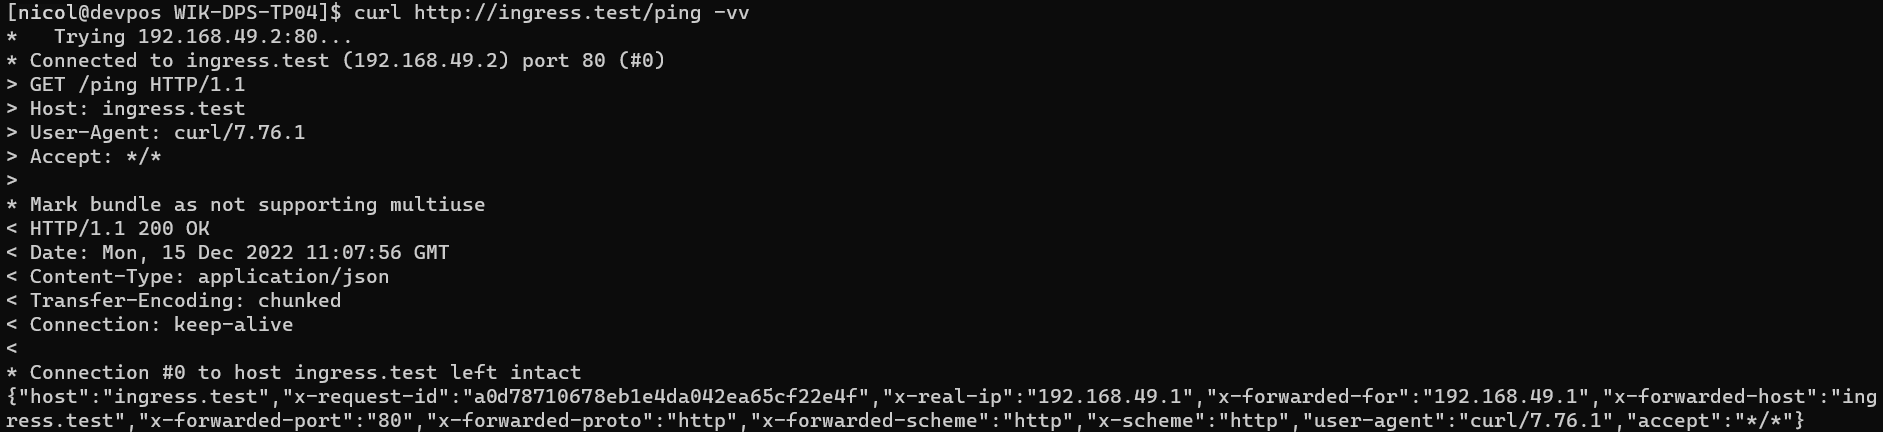 [nicol@devpos WIK-DPS-TP04]$ curl http://ingress.test/ping -vv
*   Trying 192.168.49.2:80...
* Connected to ingress.test (192.168.49.2) port 80 (#0)
> GET /ping HTTP/1.1
> Host: ingress.test
> User-Agent: curl/7.76.1
> Accept: */*
>
* Mark bundle as not supporting multiuse
< HTTP/1.1 200 OK
< Date: Mon, 15 Dec 2022 11:07:56 GMT
< Content-Type: application/json
< Transfer-Encoding: chunked
< Connection: keep-alive
<
* Connection #0 to host ingress.test left intact
{"host":"ingress.test","x-request-id":"a0d78710678eb1e4da042ea65cf22e4f","x-real-ip":"192.168.49.1","x-forwarded-for":"192.168.49.1","x-forwarded-host":"ing
ress.test","x-forwarded-port":"80","x-forwarded-proto":"http","x-forwarded-scheme":"http","x-scheme":"http","user-agent":"curl/7.76.1","accept":"*/*"}